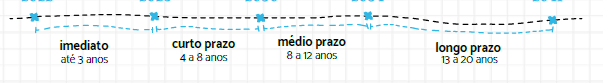 imediato
até 3 anos
curto prazo
4 a 8 anos
médio prazo
8 a 12 anos
longo prazo
13 a 20 anos